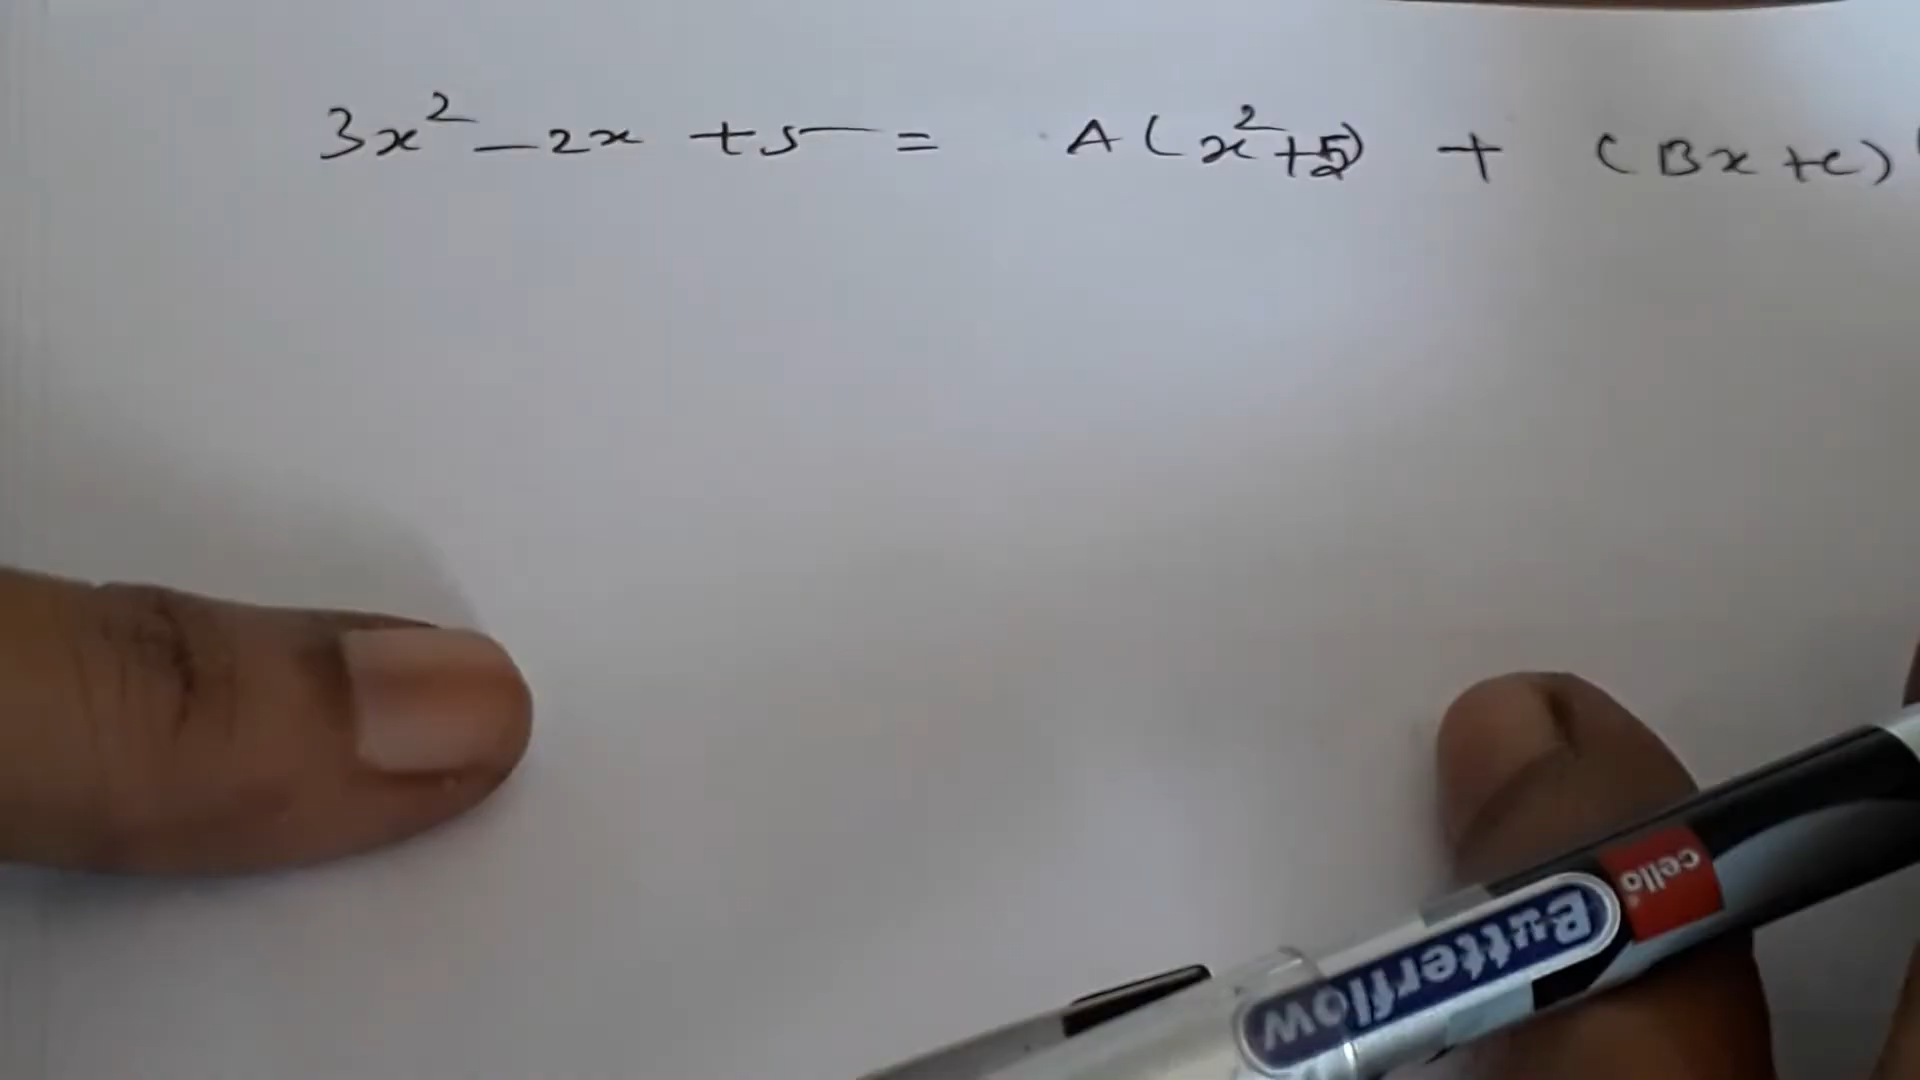 3x² - 2x + 5 = A(x²+5) + (Bx+c)
cello
Butterflow